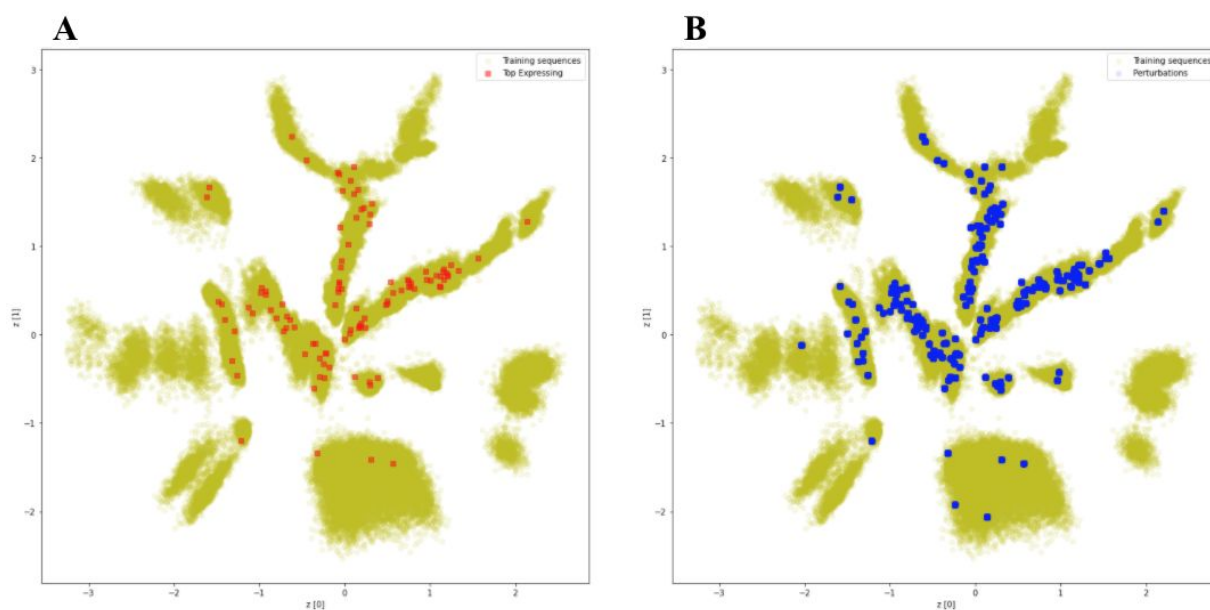 A
B
Training sequences
Top Expressing
Training sequences
Perturbations
3
2
1
0
−1
−2
z [1]
−3
−2
−1
0
1
2
z [0]
3
2
1
0
−1
−2
z [1]
−3
−2
−1
0
1
2
z [0]